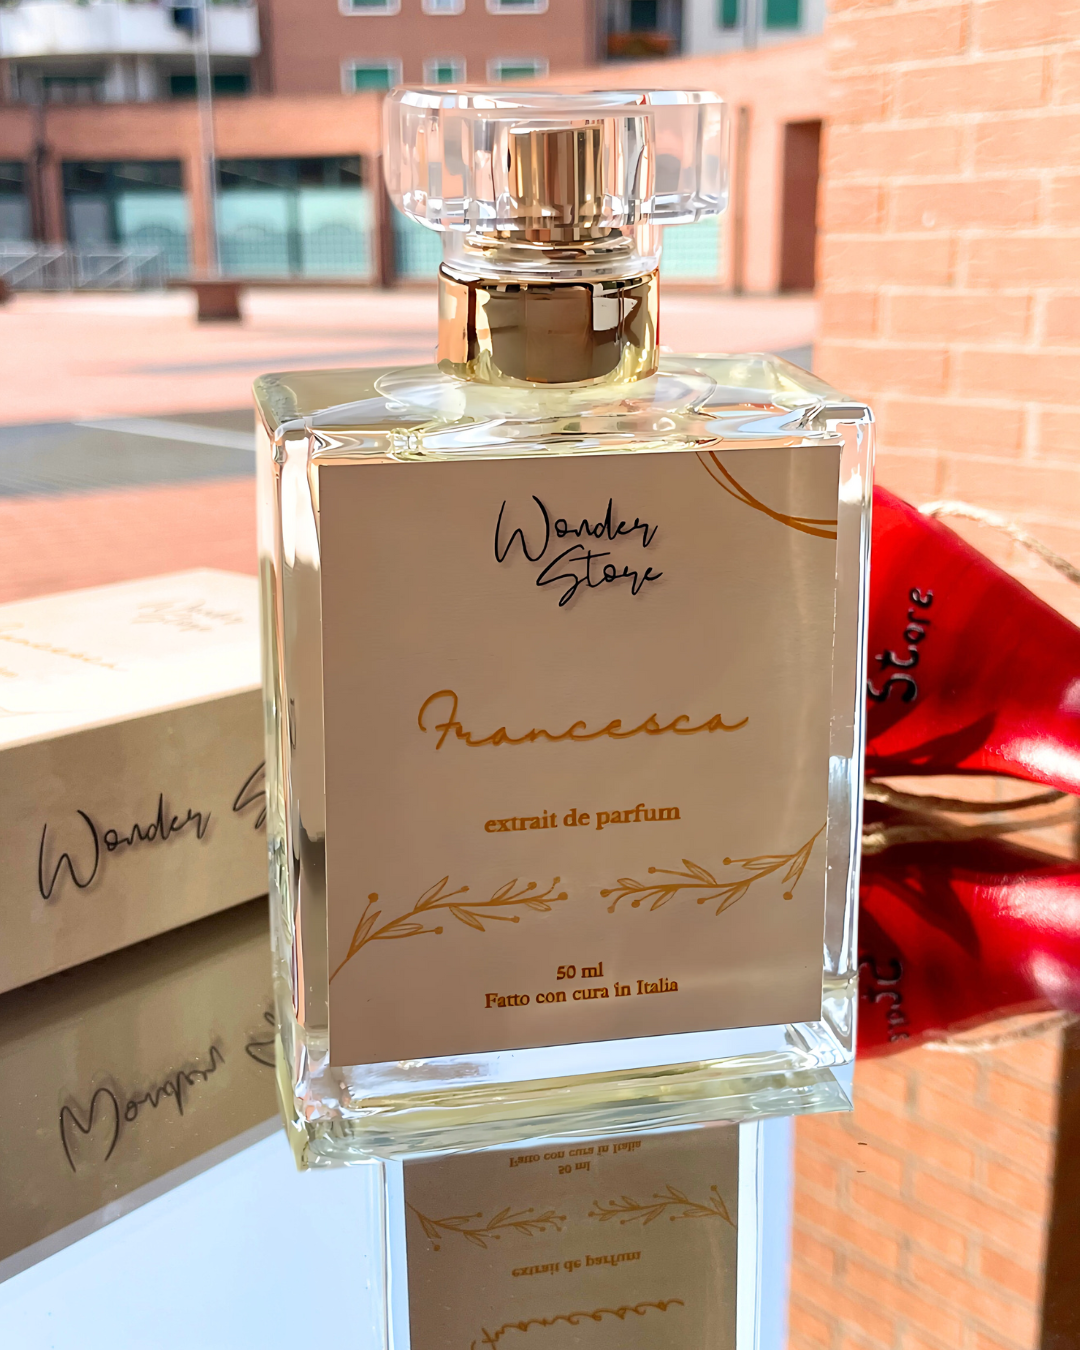 Wonder
Store
Francesca
extrait de parfum
50 ml
Fatto con cura in Italia
Wonder
Store